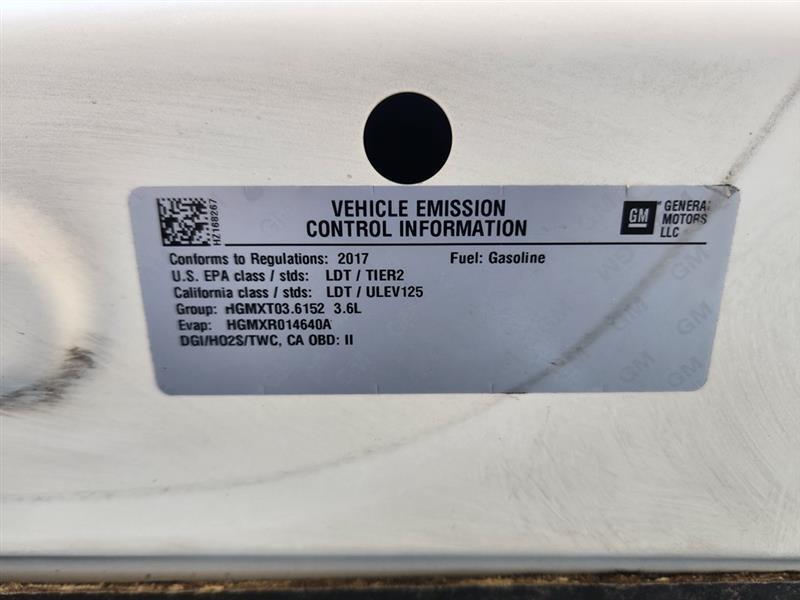 VEHICLE EMISSION
CONTROL INFORMATION
HZ168267
GM
GENERAL
MOTORS
LLC
Conforms to Regulations: 2017 Fuel: Gasoline
U.S. EPA class / stds: LDT / TIER2
California class / stds: LDT / ULEV125
Group: HGMXT03.6152 3.6L
Evap: HGMXR014640A
DGI/HO2S/TWC, CA OBD: II